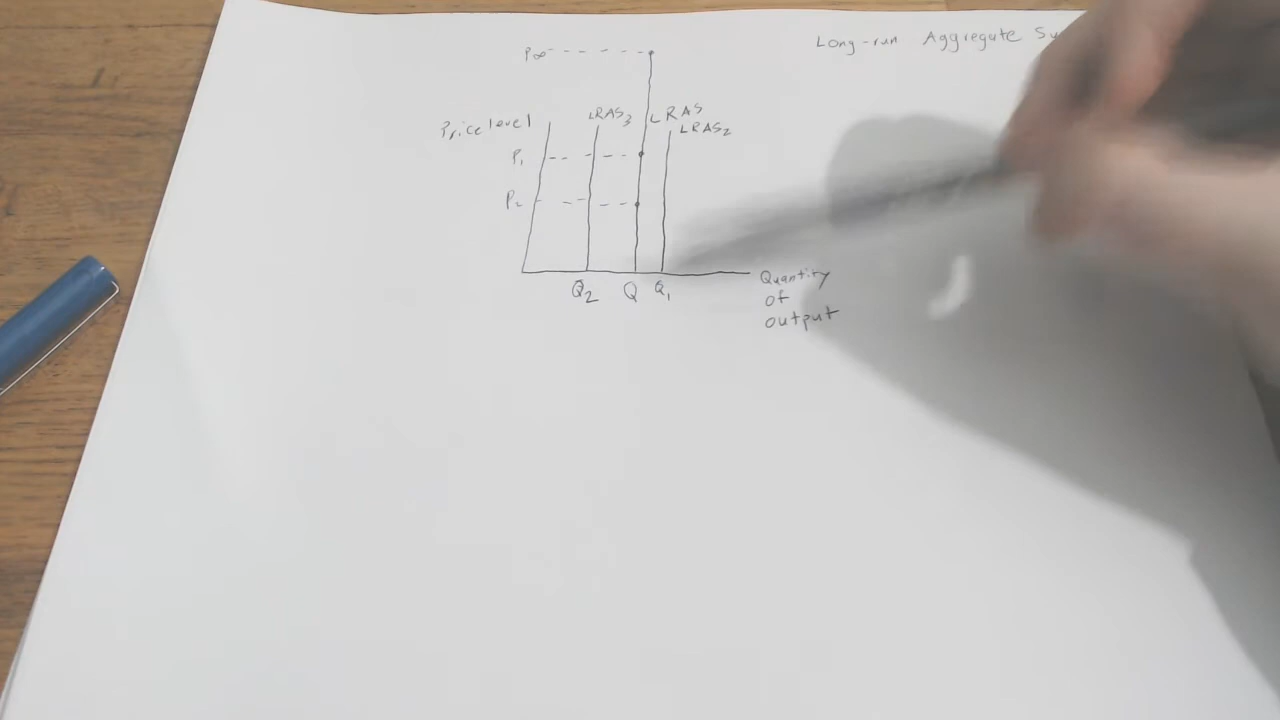 Long-run Aggregate
P∞
LRAS₃ LRAS
Price level LRAS₂
P₁
P₂
Q₂ Q Q₁
Quantity
of
output